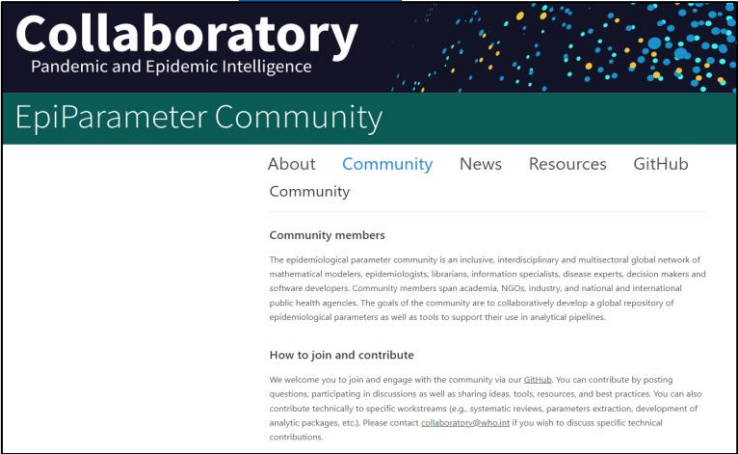 Collaboratory
Pandemic and Epidemic Intelligence
EpiParameter Community
About Community News Resources GitHub
Community
Community members
The epidemiological parameter community is an inclusive, interdisciplinary and multisectoral global network of
mathematical modelers, epidemiologists, librarians, information specialists, disease experts, decision makers and
software developers. Community members span academia, NGOs, industry, and national and international
public health agencies. The goals of the community are to collaboratively develop a global repository of
epidemiological parameters as well as tools to support their use in analytical pipelines.
How to join and contribute
We welcome you to join and engage with the community via our GitHub. You can contribute by posting
questions, participating in discussions as well as sharing ideas, tools, resources, and best practices. You can also
contribute technically to specific workstreams (e.g., systematic reviews, parameters extraction, development of
analytic packages, etc.). Please contact collaboratory@who.int if you wish to discuss specific technical
contributions.